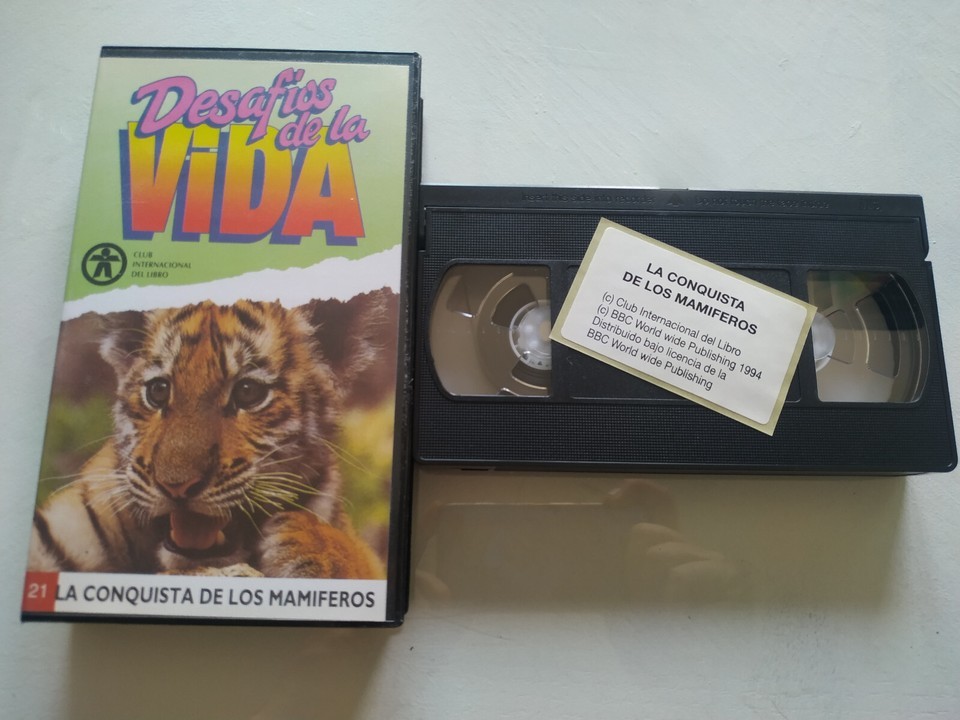 Desafíos
de la
ViDA
CLUB
INTERNACIONAL
DEL LIBRO
21
LA CONQUISTA DE LOS MAMIFEROS
LA CONQUISTA
DE LOS MAMIFEROS
(c) Club Internacional del Libro
(c) BBC World wide Publishing 1994
Distribuido bajo licencia de la
BBC World wide Publishing